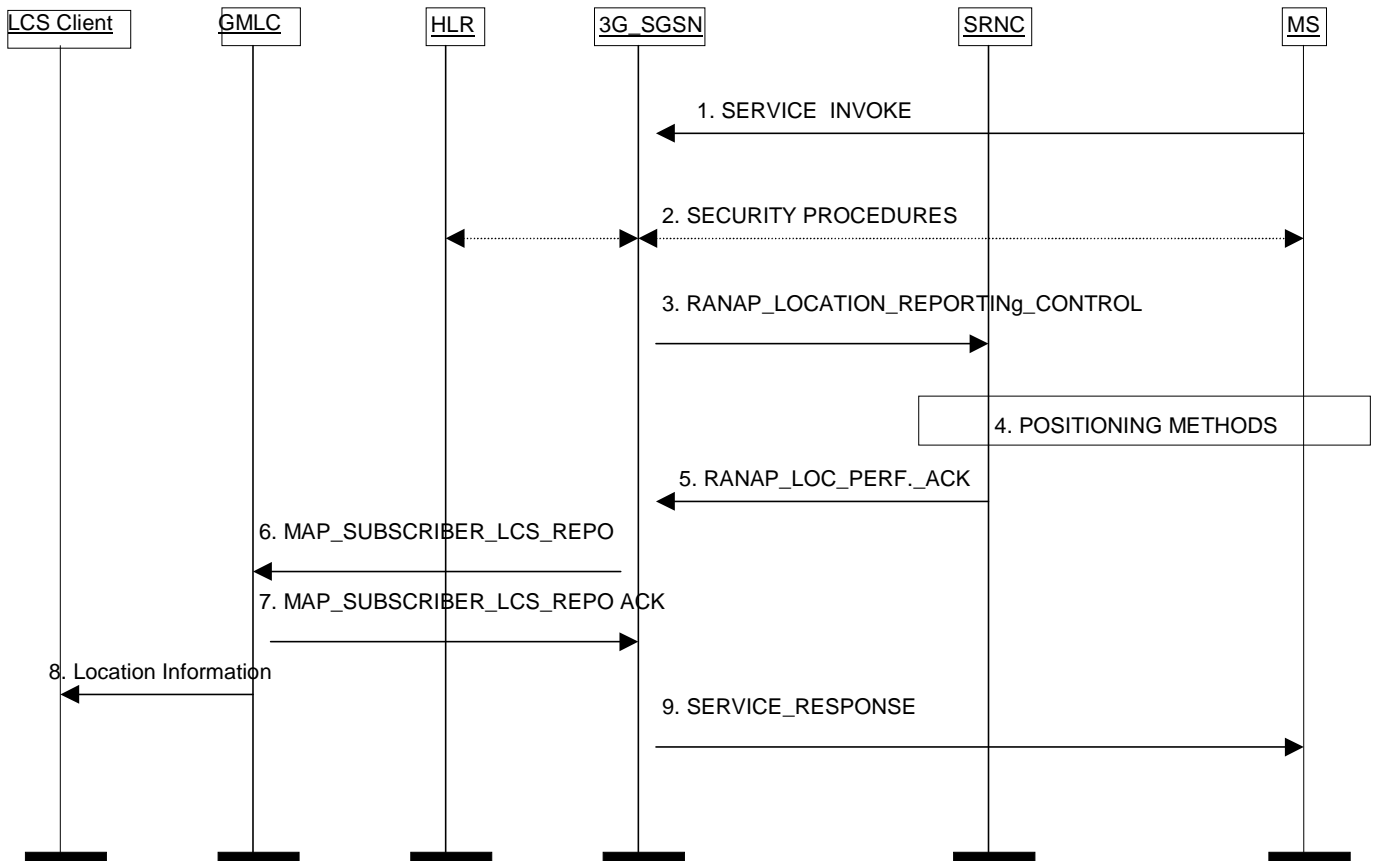 LCS Client
GMLC
HLR
3G_SGSN
SRNC
MS
1. SERVICE INVOKE
2. SECURITY PROCEDURES
3. RANAP_LOCATION_REPORTINg_CONTROL
4. POSITIONING METHODS
5. RANAP_LOC_PERF._ACK
6. MAP_SUBSCRIBER_LCS_REPO
7. MAP_SUBSCRIBER_LCS_REPO ACK
8. Location Information
9. SERVICE_RESPONSE